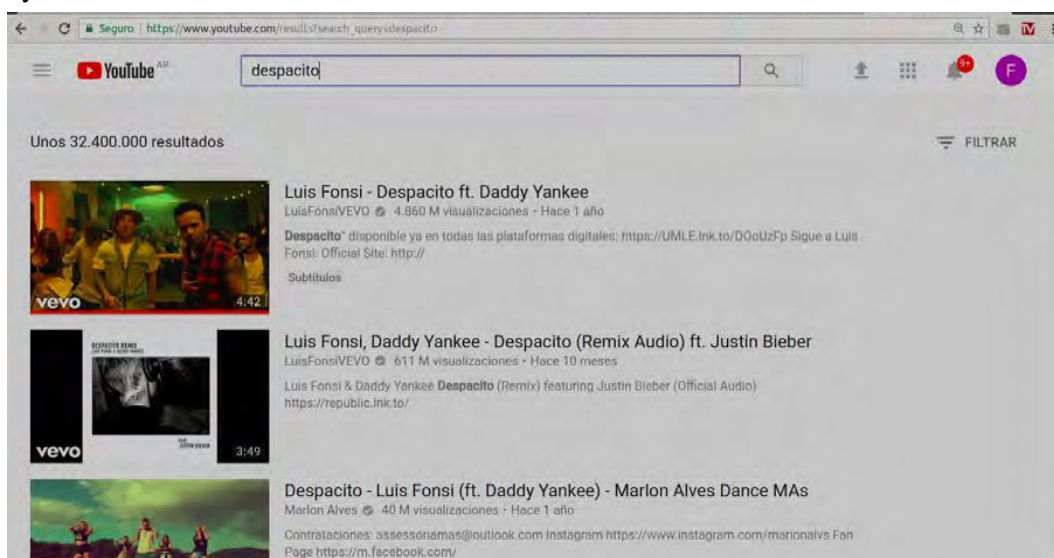 Seguro | https://www.youtube.com/results?search_query=despacito
YouTube AR
despacito
9+
F
Unos 32.400.000 resultados
FILTRAR
Luis Fonsi - Despacito ft. Daddy Yankee
LuisFonsiVEVO 4.860 M visualizaciones • Hace 1 año
Despacito" disponible ya en todas las plataformas digitales: https://UMLE.lnk.to/DOoUzFp Sigue a Luis
Fonsi: Official Site: http://
Subtítulos
vevo
4:42
Luis Fonsi, Daddy Yankee - Despacito (Remix Audio) ft. Justin Bieber
LuisFonsiVEVO 611 M visualizaciones • Hace 10 meses
Luis Fonsi & Daddy Yankee Despacito (Remix) featuring Justin Bieber (Official Audio)
https://republic.lnk.to/
DESPACITO REMIX
vevo
3:49
Despacito - Luis Fonsi (ft. Daddy Yankee) - Marlon Alves Dance MAs
Marlon Alves 40 M visualizaciones • Hace 1 año
Contrataciones: assessoriamas@outlook.com Instagram https://www.instagram.com/marlonalvs Fan
Page https://m.facebook.com/